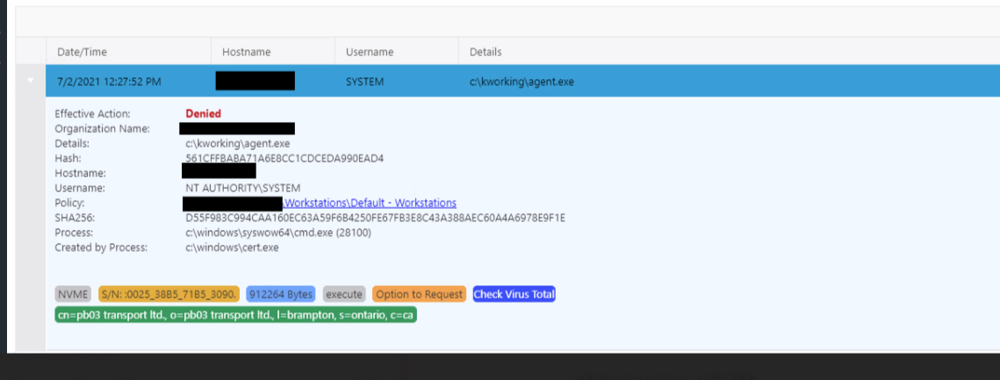 Date/Time Hostname Username Details
7/2/2021 12:27:52 PM SYSTEM c:\kworking\agent.exe
Effective Action: Denied
Organization Name:
Details: c:\kworking\agent.exe
Hash: 561CFFBABA71A6E8CC1CDCEDA990EAD4
Hostname:
Username: NT AUTHORITY\SYSTEM
Policy: \Workstations\Default - Workstations
SHA256: D55F983C994CAA160EC63A59F6B4250FE67FB3E8C43A388AEC60A4A6978E9F1E
Process: c:\windows\syswow64\cmd.exe (28100)
Created by Process: c:\windows\cert.exe
NVME S/N: :0025_38B5_71B5_3090. 912264 Bytes execute Option to Request Check Virus Total
cn=pb03 transport ltd., o=pb03 transport ltd., l=brampton, s=ontario, c=ca